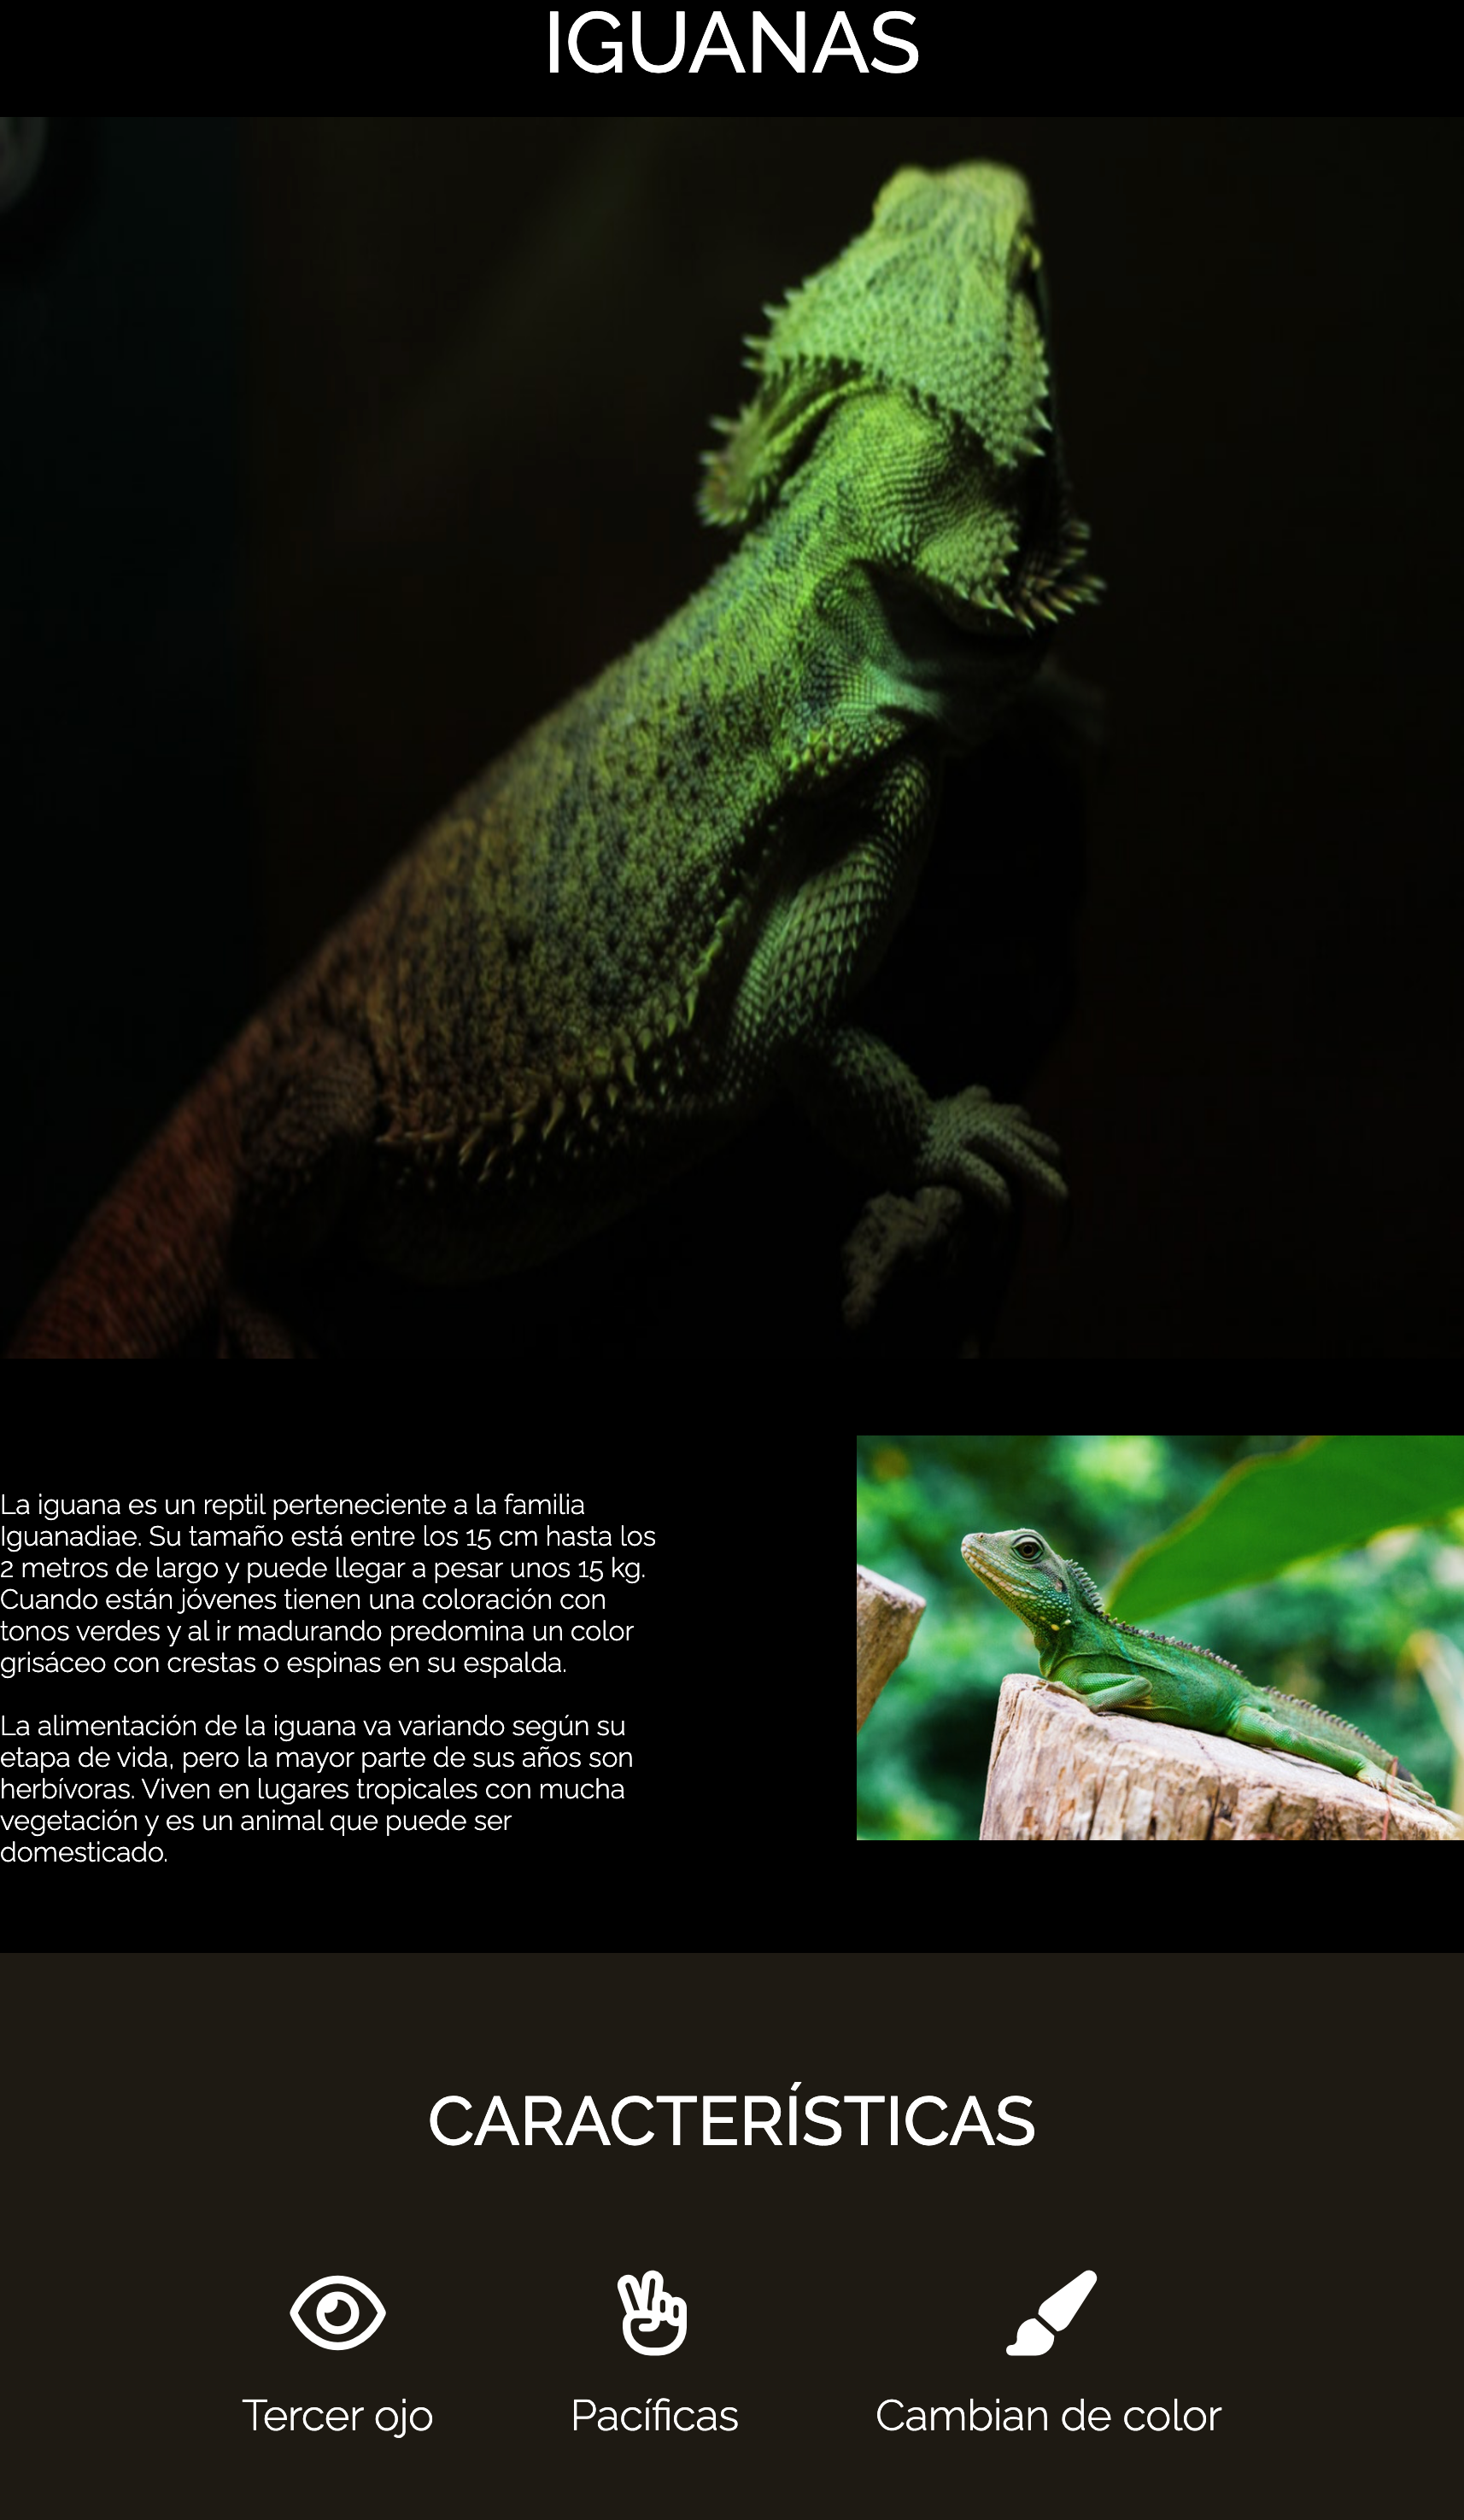 IGUANAS
La iguana es un reptil perteneciente a la familia
Iguanadiae. Su tamaño está entre los 15 cm hasta los
2 metros de largo y puede llegar a pesar unos 15 kg.
Cuando están jóvenes tienen una coloración con
tonos verdes y al ir madurando predomina un color
grisáceo con crestas o espinas en su espalda.
La alimentación de la iguana va variando según su
etapa de vida, pero la mayor parte de sus años son
herbívoras. Viven en lugares tropicales con mucha
vegetación y es un animal que puede ser
domesticado.
CARACTERÍSTICAS
Tercer ojo
Pacíficas
Cambian de color